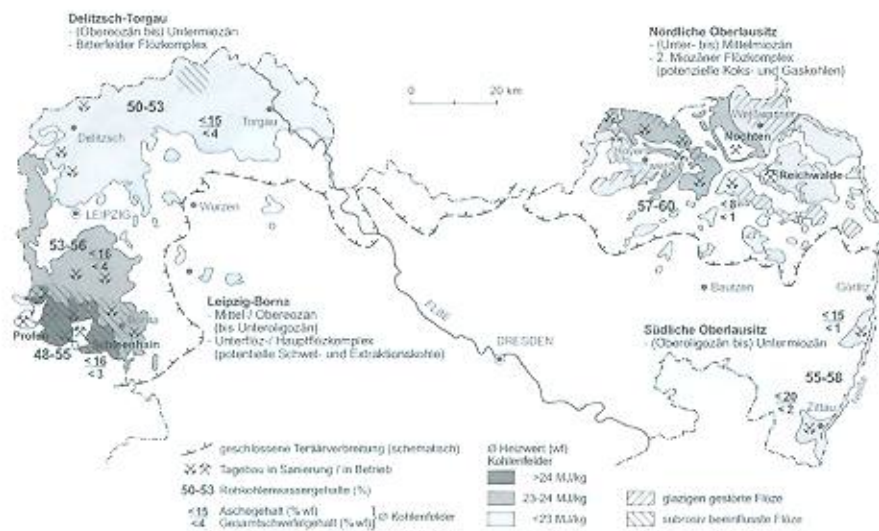 Delitzsch-Torgau
- (Obereozän bis) Untermiozän
- Bitterfelder Flözkomplex
Nördliche Oberlausitz
- (Unter- bis) Mittelmiozän
- 2. Miozäner Flözkomplex
(potenzielle Koks- und Gaskohlen)
0 20 km
50-53
Torgau
Delitzsch
<15
<4
Nochten
Reichwalde
LEIPZIG
Wurzen
57-60
<8
<1
53-56
<16
<4
Bautzen
Görlitz
Leipzig-Borna
- Mittel / Obereozän
(bis Unteroligozän)
- Unterflöz-/ Hauptflözkomplex
(potentielle Schwel- und Extraktionskohle)
ELBE
DRESDEN
Südliche Oberlausitz
- (Oberoligozän bis) Untermiozän
<15
<1
48-55
<16
<3
55-58
<20
<2
Zittau
Neiße
geschlossene Tertiärverbreitung (schematisch)
Tagebau in Sanierung / in Betrieb
50-53 Rohkohlenwassergehalte (%)
<15 Aschegehalt (% wf)
<4 Gesamtschwefelgehalt (% wf)
Ø Kohlenfelder
Ø Heizwert (wf)
Kohlenfelder
>24 MJ/kg
23-24 MJ/kg
<23 MJ/kg
glazigen gestörte Flöze
subrosiv beeinflusste Flöze